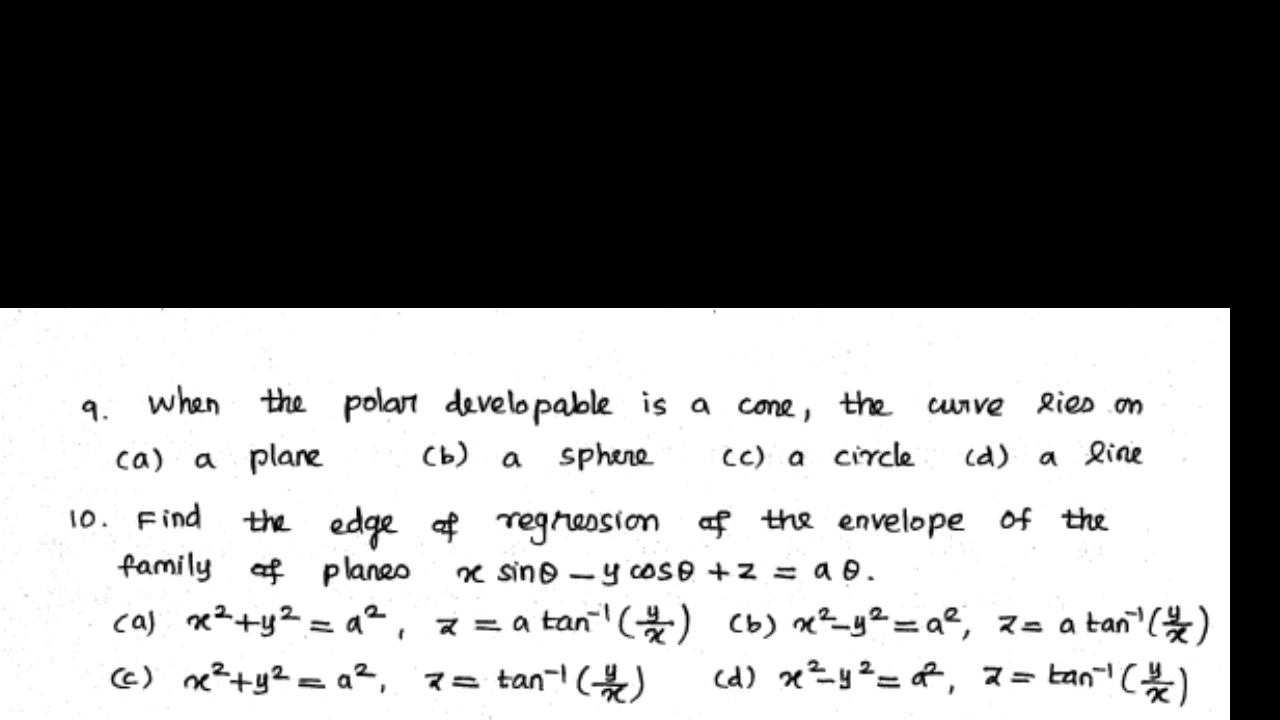 9. When the polar developable is a cone, the curve lies on
(a) a plane (b) a sphere (c) a circle (d) a line
10. Find the edge of regression of the envelope of the
family of planes x sinθ – y cosθ + z = a θ.
(a) x²+y² = a², z = a tan⁻¹(y/x) (b) x²–y² = a², z = a tan⁻¹(y/x)
(c) x²+y² = a², z = tan⁻¹(y/x) (d) x²–y² = a², z = tan⁻¹(y/x)